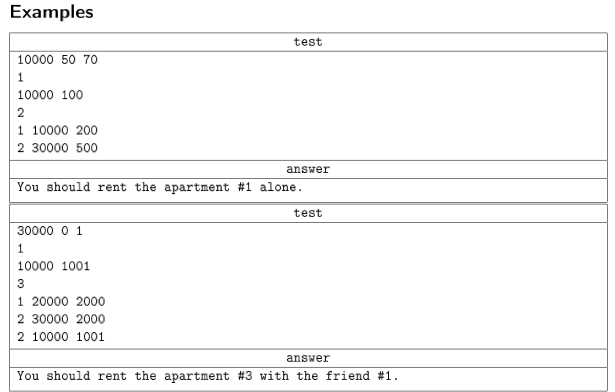 Examples
test
10000 50 70
1
10000 100
2
1 10000 200
2 30000 500
answer
You should rent the apartment #1 alone.
test
30000 0 1
1
10000 1001
3
1 20000 2000
2 30000 2000
2 10000 1001
answer
You should rent the apartment #3 with the friend #1.